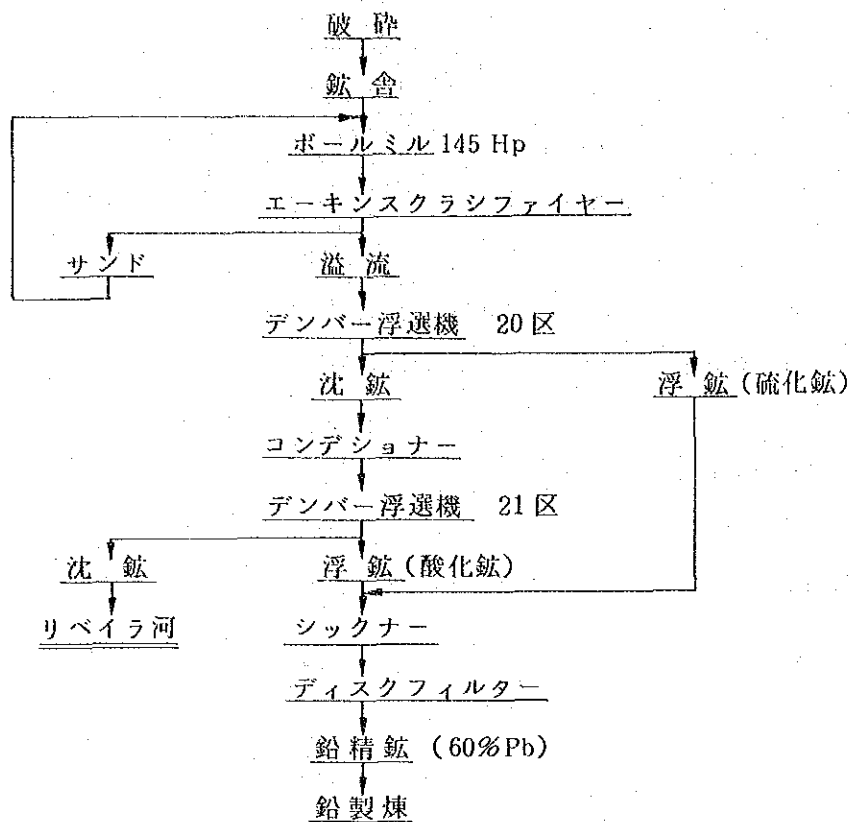 破砕
鉱舎
ボールミル 145 Hp
エーキンスクラシファイヤー
サンド 溢流
デンバー浮選機 20区
沈鉱 浮鉱(硫化鉱)
コンデショナー
デンバー浮選機 21区
沈鉱 浮鉱(酸化鉱)
リベイラ河 シックナー
ディスクフィルター
鉛精鉱 (60%Pb)
鉛製煉